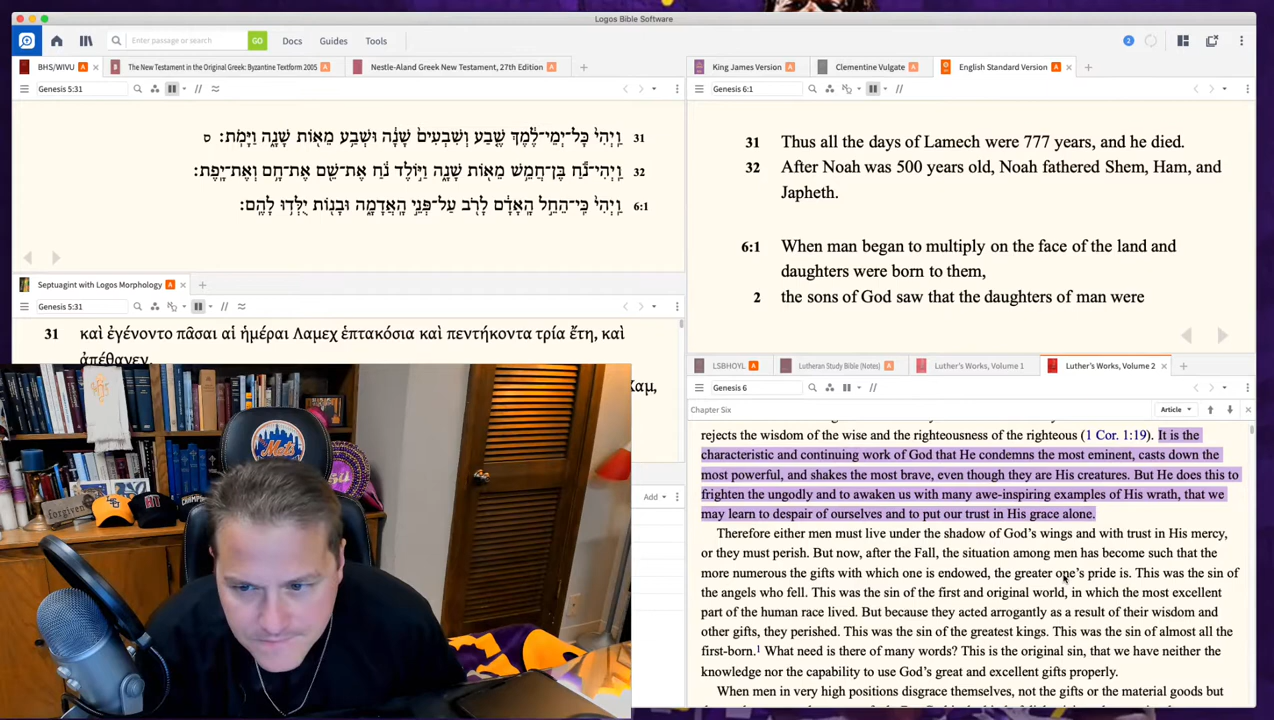 Logos Bible Software
Enter passage or search
GO
Docs
Guides
Tools
2
BHS/WIVU A
The New Testament in the Original Greek: Byzantine Textform 2005 A
Nestle-Aland Greek New Testament, 27th Edition A
Genesis 5:31
31 וַיְהִי֙ כׇּל־יְמֵי־לֶ֔מֶךְ שֶׁ֤בַע וְשִׁבְעִים֙ שָׁנָ֔ה וּשְׁבַ֥ע מֵא֖וֹת שָׁנָ֑ה וַיָּמֹֽת׃ ס
32 וַֽיְהִי־נֹ֕חַ בֶּן־חֲמֵ֥שׁ מֵא֖וֹת שָׁנָ֑ה וַיּ֣וֹלֶד נֹ֔חַ אֶת־שֵׁ֖ם אֶת־חָ֥ם וְאֶת־יָֽפֶת׃
6:1 וַֽיְהִי֙ כִּֽי־הֵחֵ֣ל הָֽאָדָ֔ם לָרֹ֖ב עַל־פְּנֵ֣י הָֽאֲדָמָ֑ה וּבָנ֖וֹת יֻלְּד֥וּ לָהֶֽם׃
Septuagint with Logos Morphology A
Genesis 5:31
31 καὶ ἐγένοντο πᾶσαι αἱ ἡμέραι Λαμεχ ἑπτακόσια καὶ πεντήκοντα τρία ἔτη, καὶ
ἀπέθανεν.
Χαμ,
Add
King James Version A
Clementine Vulgate A
English Standard Version A
Genesis 6:1
31 Thus all the days of Lamech were 777 years, and he died.
32 After Noah was 500 years old, Noah fathered Shem, Ham, and
Japheth.
6:1 When man began to multiply on the face of the land and
daughters were born to them,
2 the sons of God saw that the daughters of man were
LSBHOYL A
Lutheran Study Bible (Notes) A
Luther's Works, Volume 1
Luther's Works, Volume 2
Genesis 6
Chapter Six
Article
rejects the wisdom of the wise and the righteousness of the righteous (1 Cor. 1:19). It is the
characteristic and continuing work of God that He condemns the most eminent, casts down the
most powerful, and shakes the most brave, even though they are His creatures. But He does this to
frighten the ungodly and to awaken us with many awe-inspiring examples of His wrath, that we
may learn to despair of ourselves and to put our trust in His grace alone.
Therefore either men must live under the shadow of God's wings and with trust in His mercy,
or they must perish. But now, after the Fall, the situation among men has become such that the
more numerous the gifts with which one is endowed, the greater one's pride is. This was the sin of
the angels who fell. This was the sin of the first and original world, in which the most excellent
part of the human race lived. But because they acted arrogantly as a result of their wisdom and
other gifts, they perished. This was the sin of the greatest kings. This was the sin of almost all the
first-born.1 What need is there of many words? This is the original sin, that we have neither the
knowledge nor the capability to use God's great and excellent gifts properly.
When men in very high positions disgrace themselves, not the gifts or the material goods but
Mets